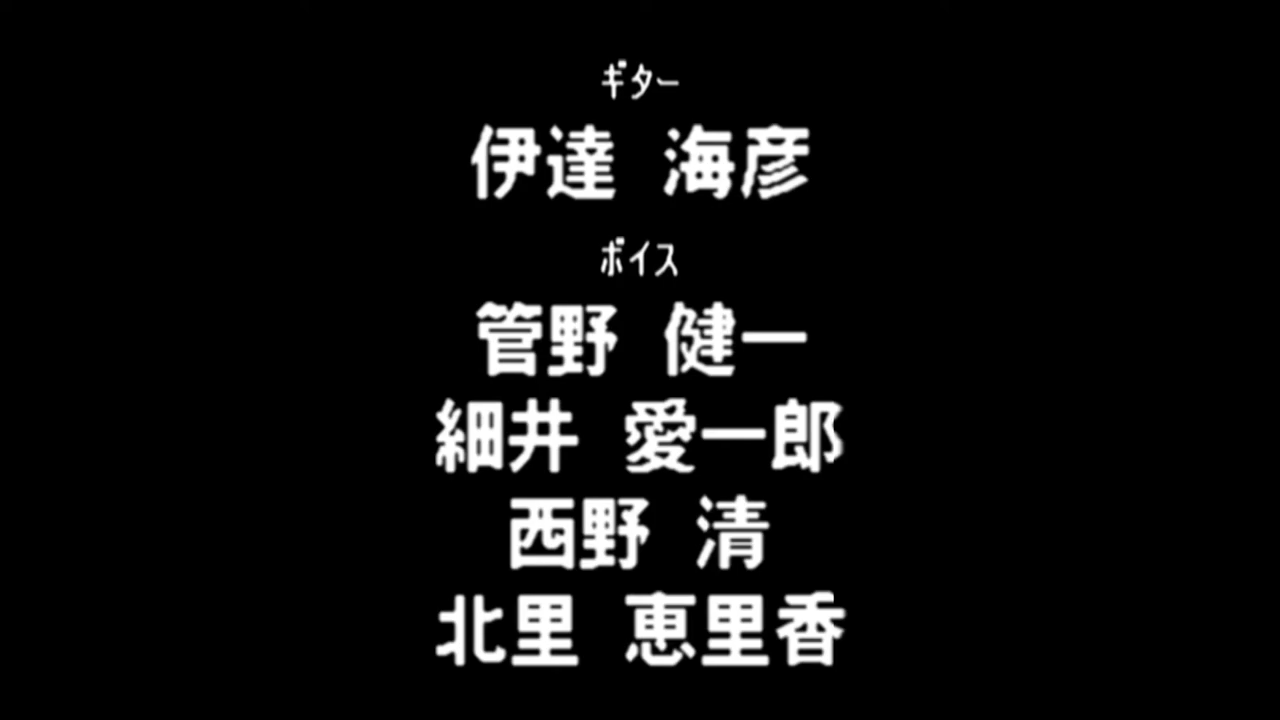 ギター
伊達 海彦
ボイス
管野 健一
細井 愛一郎
西野 清
北里 恵里香